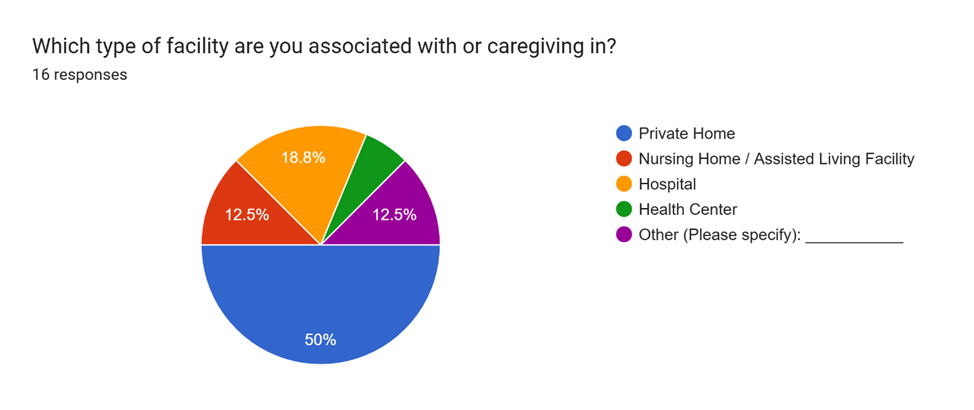 Which type of facility are you associated with or caregiving in?
16 responses
18.8%
12.5%
12.5%
50%
Private Home
Nursing Home / Assisted Living Facility
Hospital
Health Center
Other (Please specify): ___________